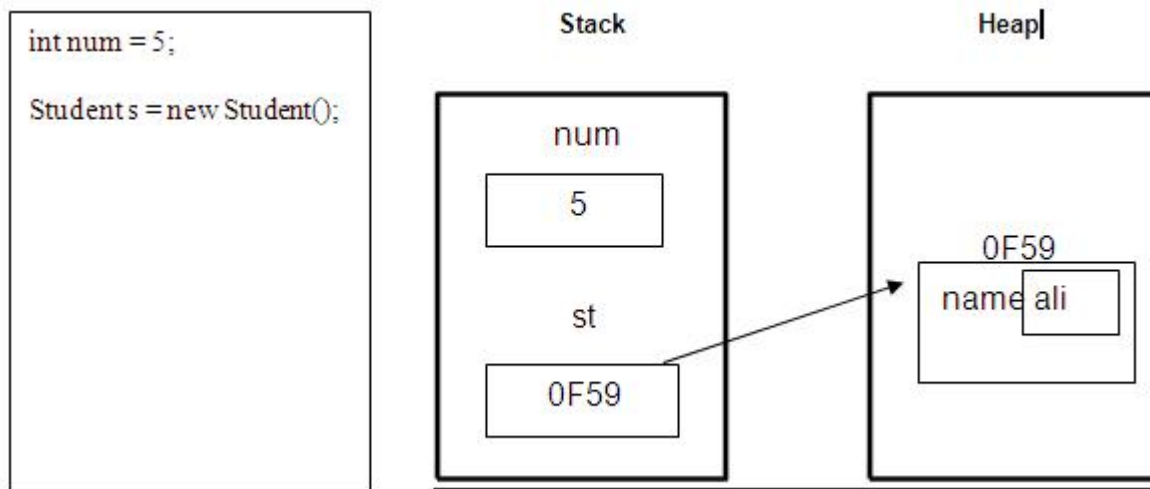 int num = 5;
Student s = new Student();
Stack
num
5
st
0F59
Heap
0F59
name ali